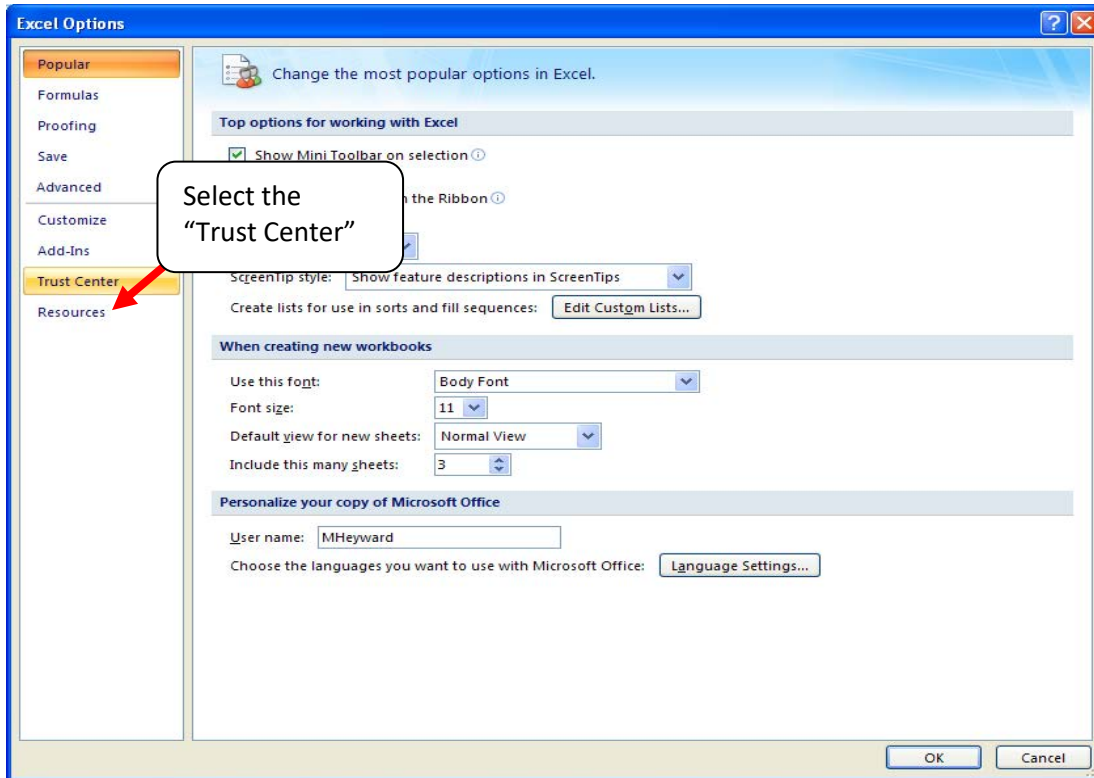 Excel Options
Popular
Formulas
Proofing
Save
Advanced
Customize
Add-Ins
Trust Center
Resources
Change the most popular options in Excel.
Top options for working with Excel
Show Mini Toolbar on selection
Select the
“Trust Center”
the Ribbon
ScreenTip style: Show feature descriptions in ScreenTips
Create lists for use in sorts and fill sequences: Edit Custom Lists...
When creating new workbooks
Use this font: Body Font
Font size: 11
Default view for new sheets: Normal View
Include this many sheets: 3
Personalize your copy of Microsoft Office
User name: MHeyward
Choose the languages you want to use with Microsoft Office: Language Settings...
OK Cancel